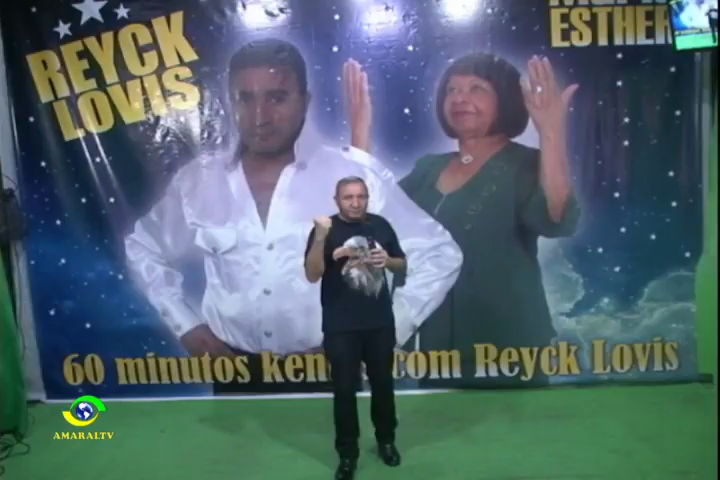 REYCK
LOVIS
ESTHER
60 minutos com Reyck Lovis
AMARALTV